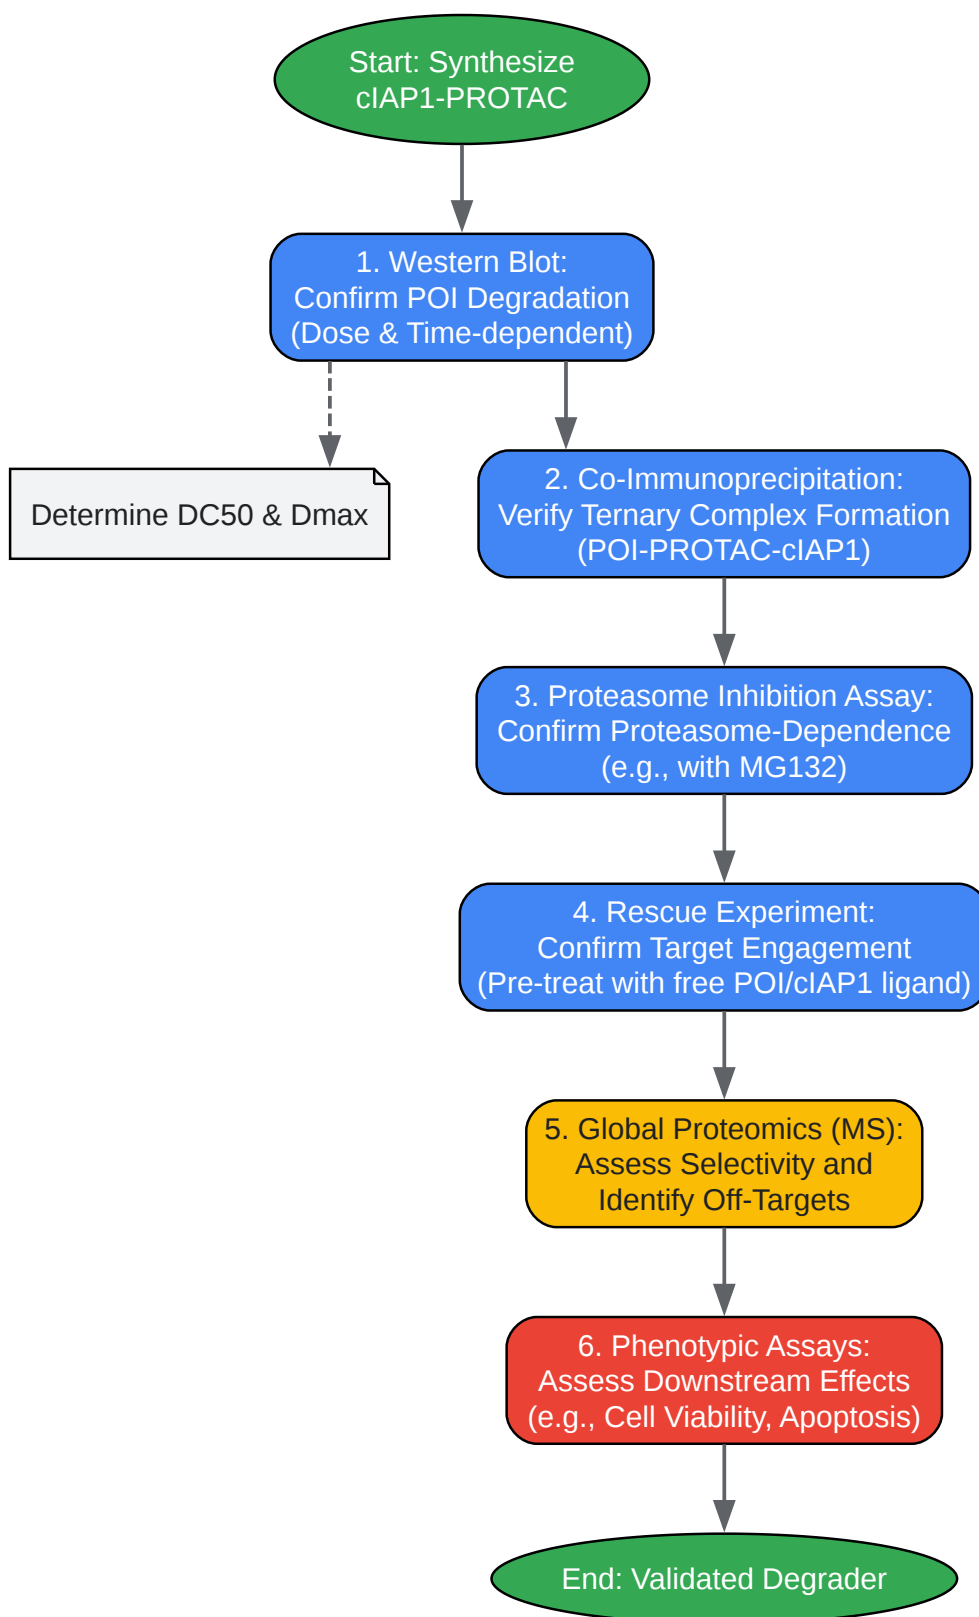 Start: Synthesize
cIAP1-PROTAC
1. Western Blot:
Confirm POI Degradation
(Dose & Time-dependent)
Determine DC50 & Dmax
2. Co-Immunoprecipitation:
Verify Ternary Complex Formation
(POI-PROTAC-cIAP1)
3. Proteasome Inhibition Assay:
Confirm Proteasome-Dependence
(e.g., with MG132)
4. Rescue Experiment:
Confirm Target Engagement
(Pre-treat with free POI/cIAP1 ligand)
5. Global Proteomics (MS):
Assess Selectivity and
Identify Off-Targets
6. Phenotypic Assays:
Assess Downstream Effects
(e.g., Cell Viability, Apoptosis)
End: Validated Degrader